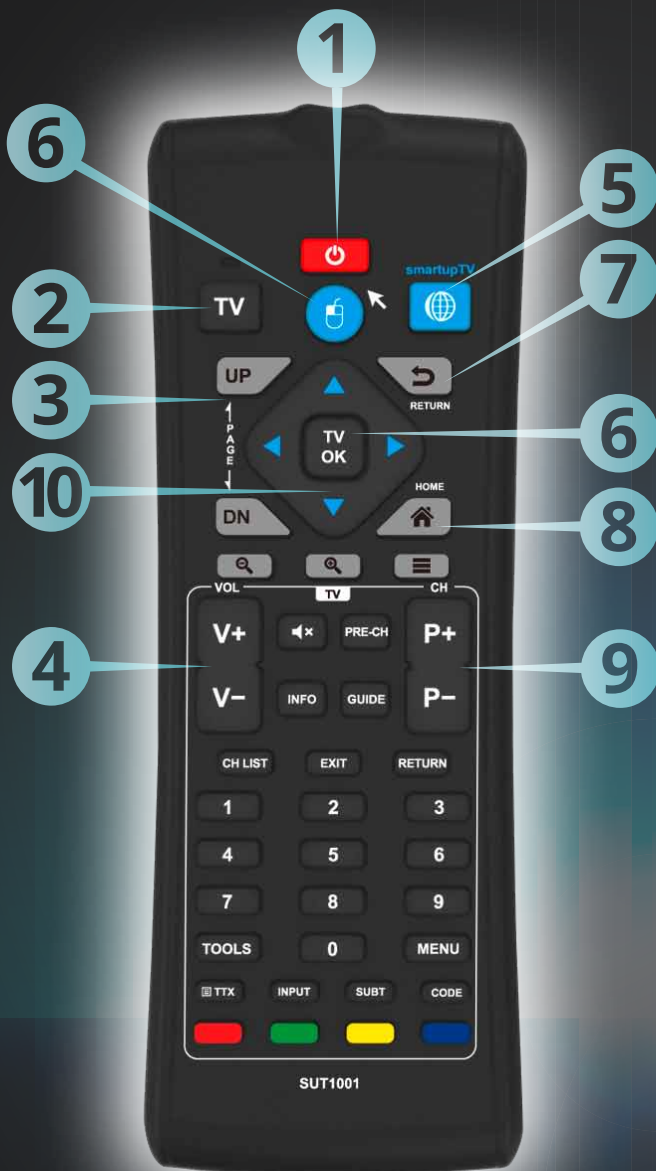 1
6
5
smartupTV
7
2
TV
UP
3
PAGE
RETURN
TV
OK
6
10
HOME
DN
8
VOL
TV
CH
V+
PRE-CH
P+
4
9
V−
INFO
GUIDE
P−
CH LIST
EXIT
RETURN
1
2
3
4
5
6
7
8
9
TOOLS
0
MENU
TTX
INPUT
SUBT
CODE
SUT1001